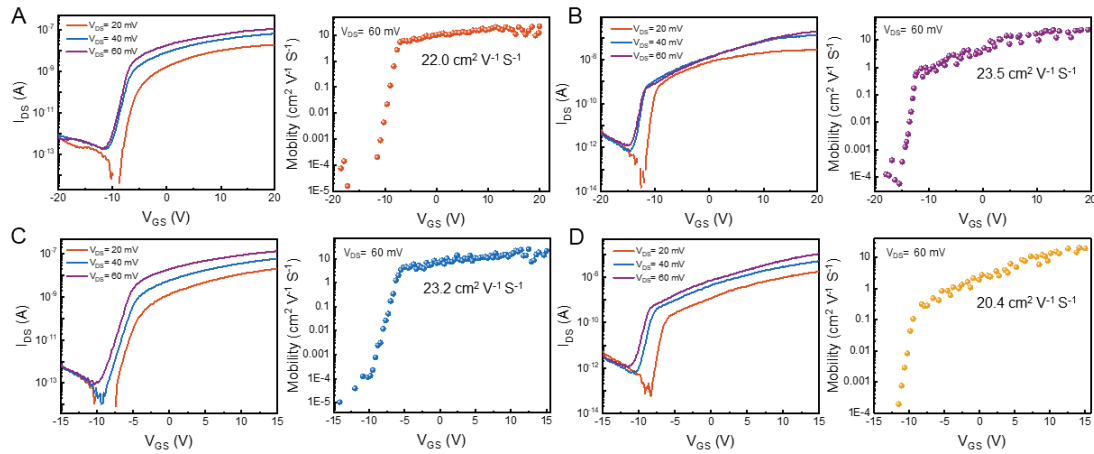 A
V_DS= 20 mV
V_DS= 40 mV
V_DS= 60 mV
I_DS (A)
10^-7
10^-9
10^-11
10^-13
-20 -10 0 10 20
V_GS (V)
V_DS= 60 mV
22.0 cm² V⁻¹ S⁻¹
Moblity (cm² V⁻¹ S⁻¹)
100
10
1
0.1
0.01
0.001
1E-4
1E-5
-20 -10 0 10 20
V_GS (V)
B
V_DS= 20 mV
V_DS= 40 mV
V_DS= 60 mV
I_DS (A)
10^-8
10^-10
10^-12
10^-14
-20 -10 0 10 20
V_GS (V)
V_DS= 60 mV
23.5 cm² V⁻¹ S⁻¹
Moblity (cm² V⁻¹ S⁻¹)
100
10
1
0.1
0.01
0.001
1E-4
-20 -10 0 10 20
V_GS (V)
C
V_DS= 20 mV
V_DS= 40 mV
V_DS= 60 mV
I_DS (A)
10^-7
10^-9
10^-11
10^-13
-15 -10 -5 0 5 10 15
V_GS (V)
V_DS= 60 mV
23.2 cm² V⁻¹ S⁻¹
Mobility (cm² V⁻¹ S⁻¹)
100
10
1
0.1
0.01
0.001
1E-4
1E-5
-15 -10 -5 0 5 10 15
V_GS (V)
D
V_DS= 20 mV
V_DS= 40 mV
V_DS= 60 mV
I_DS (A)
10^-8
10^-10
10^-12
10^-14
-15 -10 -5 0 5 10 15
V_GS (V)
V_DS= 60 mV
20.4 cm² V⁻¹ S⁻¹
Mobility (cm² V⁻¹ S⁻¹)
100
10
1
0.1
0.01
0.001
1E-4
-15 -10 -5 0 5 10 15
V_GS (V)